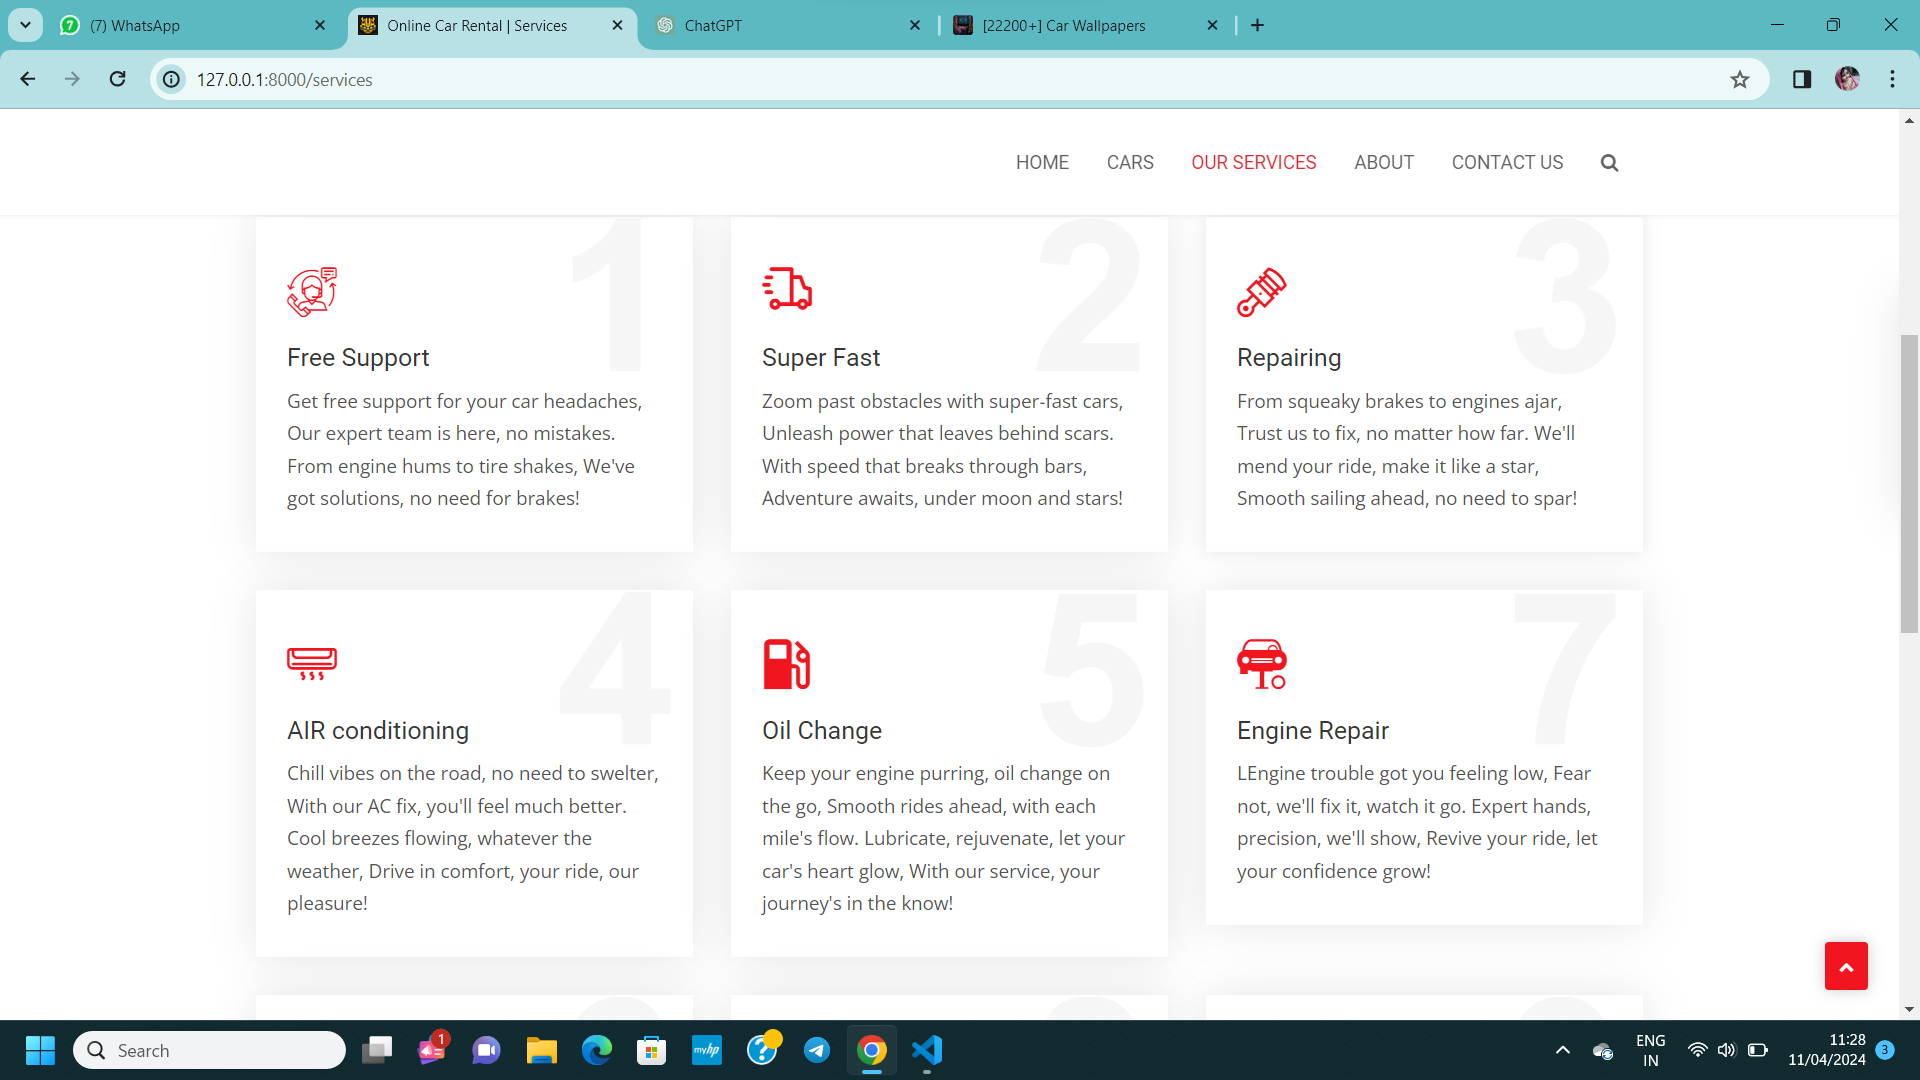 (7) WhatsApp
Online Car Rental | Services
ChatGPT
[22200+] Car Wallpapers
127.0.0.1:8000/services
HOME
CARS
OUR SERVICES
ABOUT
CONTACT US
1
Free Support
Get free support for your car headaches,
Our expert team is here, no mistakes.
From engine hums to tire shakes, We've
got solutions, no need for brakes!
2
Super Fast
Zoom past obstacles with super-fast cars,
Unleash power that leaves behind scars.
With speed that breaks through bars,
Adventure awaits, under moon and stars!
3
Repairing
From squeaky brakes to engines ajar,
Trust us to fix, no matter how far. We'll
mend your ride, make it like a star,
Smooth sailing ahead, no need to spar!
4
AIR conditioning
Chill vibes on the road, no need to swelter,
With our AC fix, you'll feel much better.
Cool breezes flowing, whatever the
weather, Drive in comfort, your ride, our
pleasure!
5
Oil Change
Keep your engine purring, oil change on
the go, Smooth rides ahead, with each
mile's flow. Lubricate, rejuvenate, let your
car's heart glow, With our service, your
journey's in the know!
7
Engine Repair
LEngine trouble got you feeling low, Fear
not, we'll fix it, watch it go. Expert hands,
precision, we'll show, Revive your ride, let
your confidence grow!
Search
1
myhp
ENG
IN
11:28
11/04/2024
3